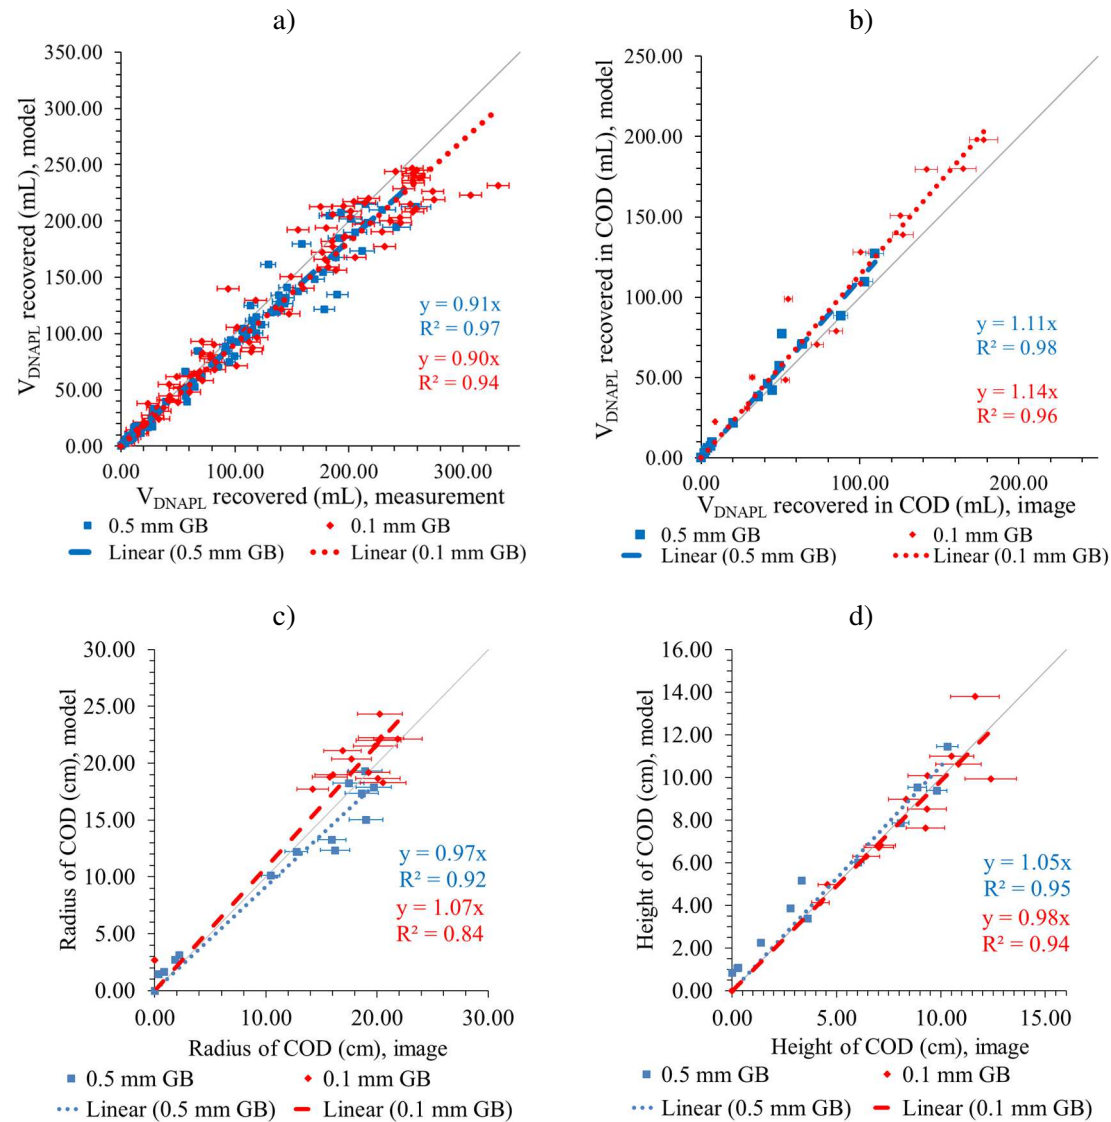 a)
350.00
300.00
250.00
200.00
150.00
100.00
50.00
0.00
V_DNAPL recovered (mL), model
y = 0.91x
R² = 0.97
y = 0.90x
R² = 0.94
0.00 100.00 200.00 300.00
V_DNAPL recovered (mL), measurement
0.5 mm GB 0.1 mm GB
Linear (0.5 mm GB) Linear (0.1 mm GB)
b)
250.00
200.00
150.00
100.00
50.00
0.00
V_DNAPL recovered in COD (mL), model
y = 1.11x
R² = 0.98
y = 1.14x
R² = 0.96
0.00 100.00 200.00
V_DNAPL recovered in COD (mL), image
0.5 mm GB 0.1 mm GB
Linear (0.5 mm GB) Linear (0.1 mm GB)
c)
30.00
25.00
20.00
15.00
10.00
5.00
0.00
Radius of COD (cm), model
y = 0.97x
R² = 0.92
y = 1.07x
R² = 0.84
0.00 10.00 20.00 30.00
Radius of COD (cm), image
0.5 mm GB 0.1 mm GB
Linear (0.5 mm GB) Linear (0.1 mm GB)
d)
16.00
14.00
12.00
10.00
8.00
6.00
4.00
2.00
0.00
Height of COD (cm), model
y = 1.05x
R² = 0.95
y = 0.98x
R² = 0.94
0.00 5.00 10.00 15.00
Height of COD (cm), image
0.5 mm GB 0.1 mm GB
Linear (0.5 mm GB) Linear (0.1 mm GB)